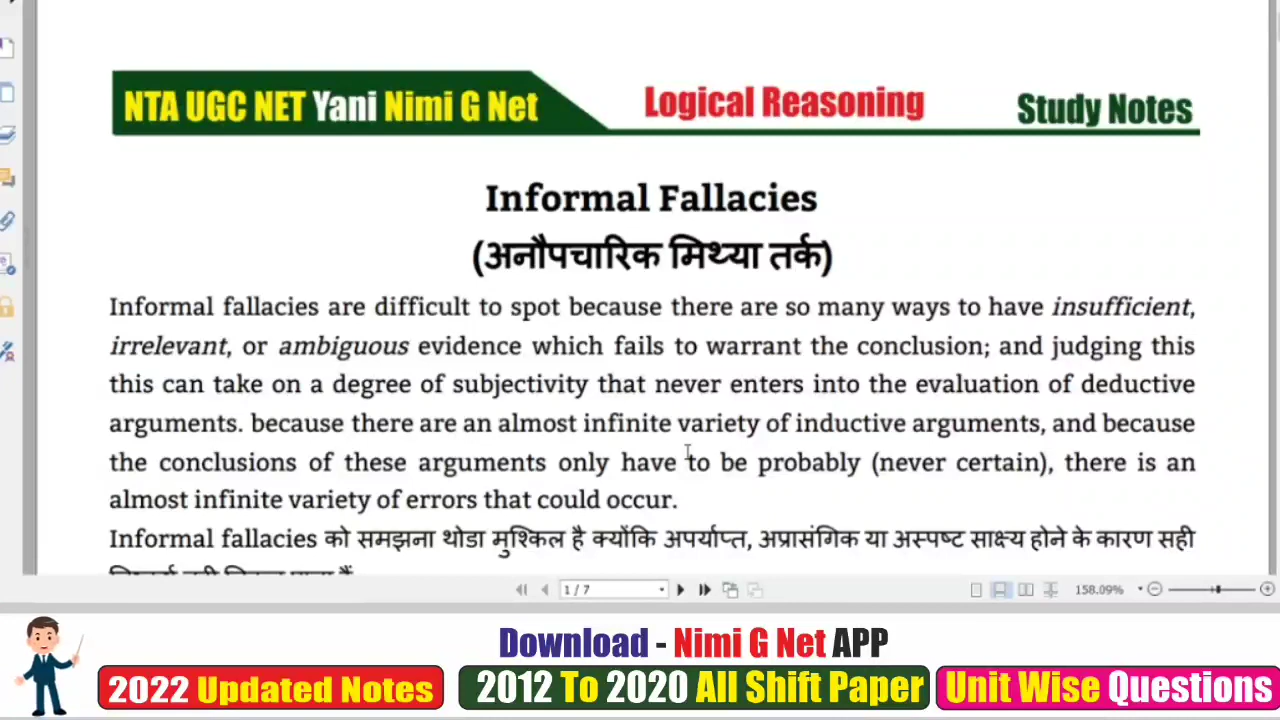 NTA UGC NET Yani Nimi G Net Logical Reasoning Study Notes
Informal Fallacies
(अनौपचारिक मिथ्या तर्क)
Informal fallacies are difficult to spot because there are so many ways to have insufficient,
irrelevant, or ambiguous evidence which fails to warrant the conclusion; and judging this
this can take on a degree of subjectivity that never enters into the evaluation of deductive
arguments. because there are an almost infinite variety of inductive arguments, and because
the conclusions of these arguments only have to be probably (never certain), there is an
almost infinite variety of errors that could occur.
Informal fallacies को समझना थोडा मुश्किल है क्योंकि अपर्याप्त, अप्रासंगिक या अस्पष्ट साक्ष्य होने के कारण सही
1 / 7 158.09%
Download - Nimi G Net APP
2022 Updated Notes 2012 To 2020 All Shift Paper Unit Wise Questions